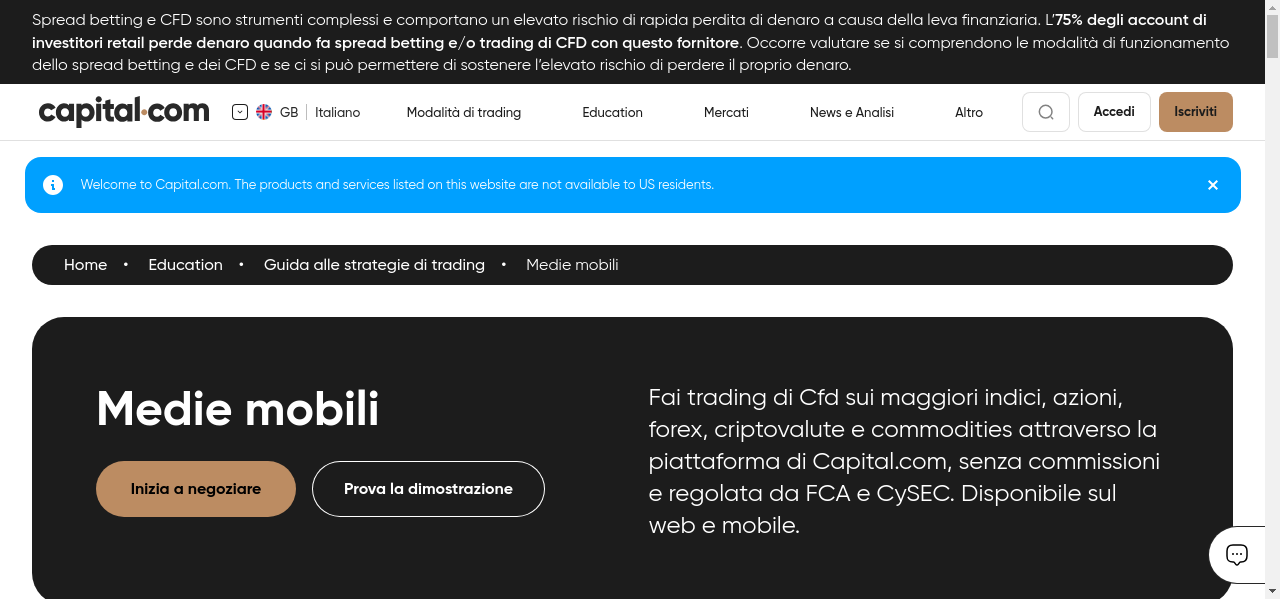 Spread betting e CFD sono strumenti complessi e comportano un elevato rischio di rapida perdita di denaro a causa della leva finanziaria. L’75% degli account di
investitori retail perde denaro quando fa spread betting e/o trading di CFD con questo fornitore. Occorre valutare se si comprendono le modalità di funzionamento
dello spread betting e dei CFD e se ci si può permettere di sostenere l’elevato rischio di perdere il proprio denaro.
capital.com GB Italiano Modalità di trading Education Mercati News e Analisi Altro Accedi Iscriviti
Welcome to Capital.com. The products and services listed on this website are not available to US residents.
Home • Education • Guida alle strategie di trading • Medie mobili
Medie mobili
Inizia a negoziare Prova la dimostrazione
Fai trading di Cfd sui maggiori indici, azioni,
forex, criptovalute e commodities attraverso la
piattaforma di Capital.com, senza commissioni
e regolata da FCA e CySEC. Disponibile sul
web e mobile.